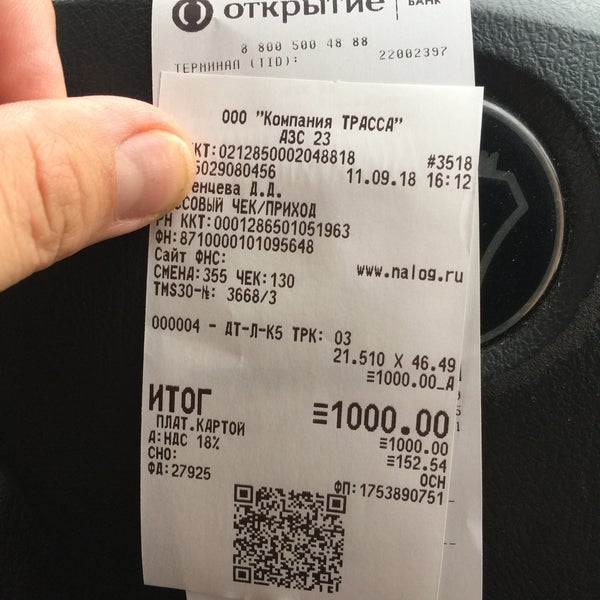 открытие БАНК
8 800 500 48 88
ТЕРМИНАЛ (TID): 22002397
ООО "Компания ТРАССА"
АЗС 23
ККТ:0212850002048818 #3518
5029080456 11.09.18 16:12
Д.Д.
ЧЕК/ПРИХОД
РН ККТ:0001286501051963
ФН:8710000101095648
Сайт ФНС: www.nalog.ru
СМЕНА:355 ЧЕК:130
TMS30-№: 3668/3
000004 - ДТ-Л-К5 ТРК: 03
21.510 X 46.49
≡1000.00_А
ИТОГ ≡1000.00
ПЛАТ.КАРТОЙ ≡1000.00
А:НДС 18% ≡152.54
СНО: ОСН
ФД:27925 ФП:1753890751